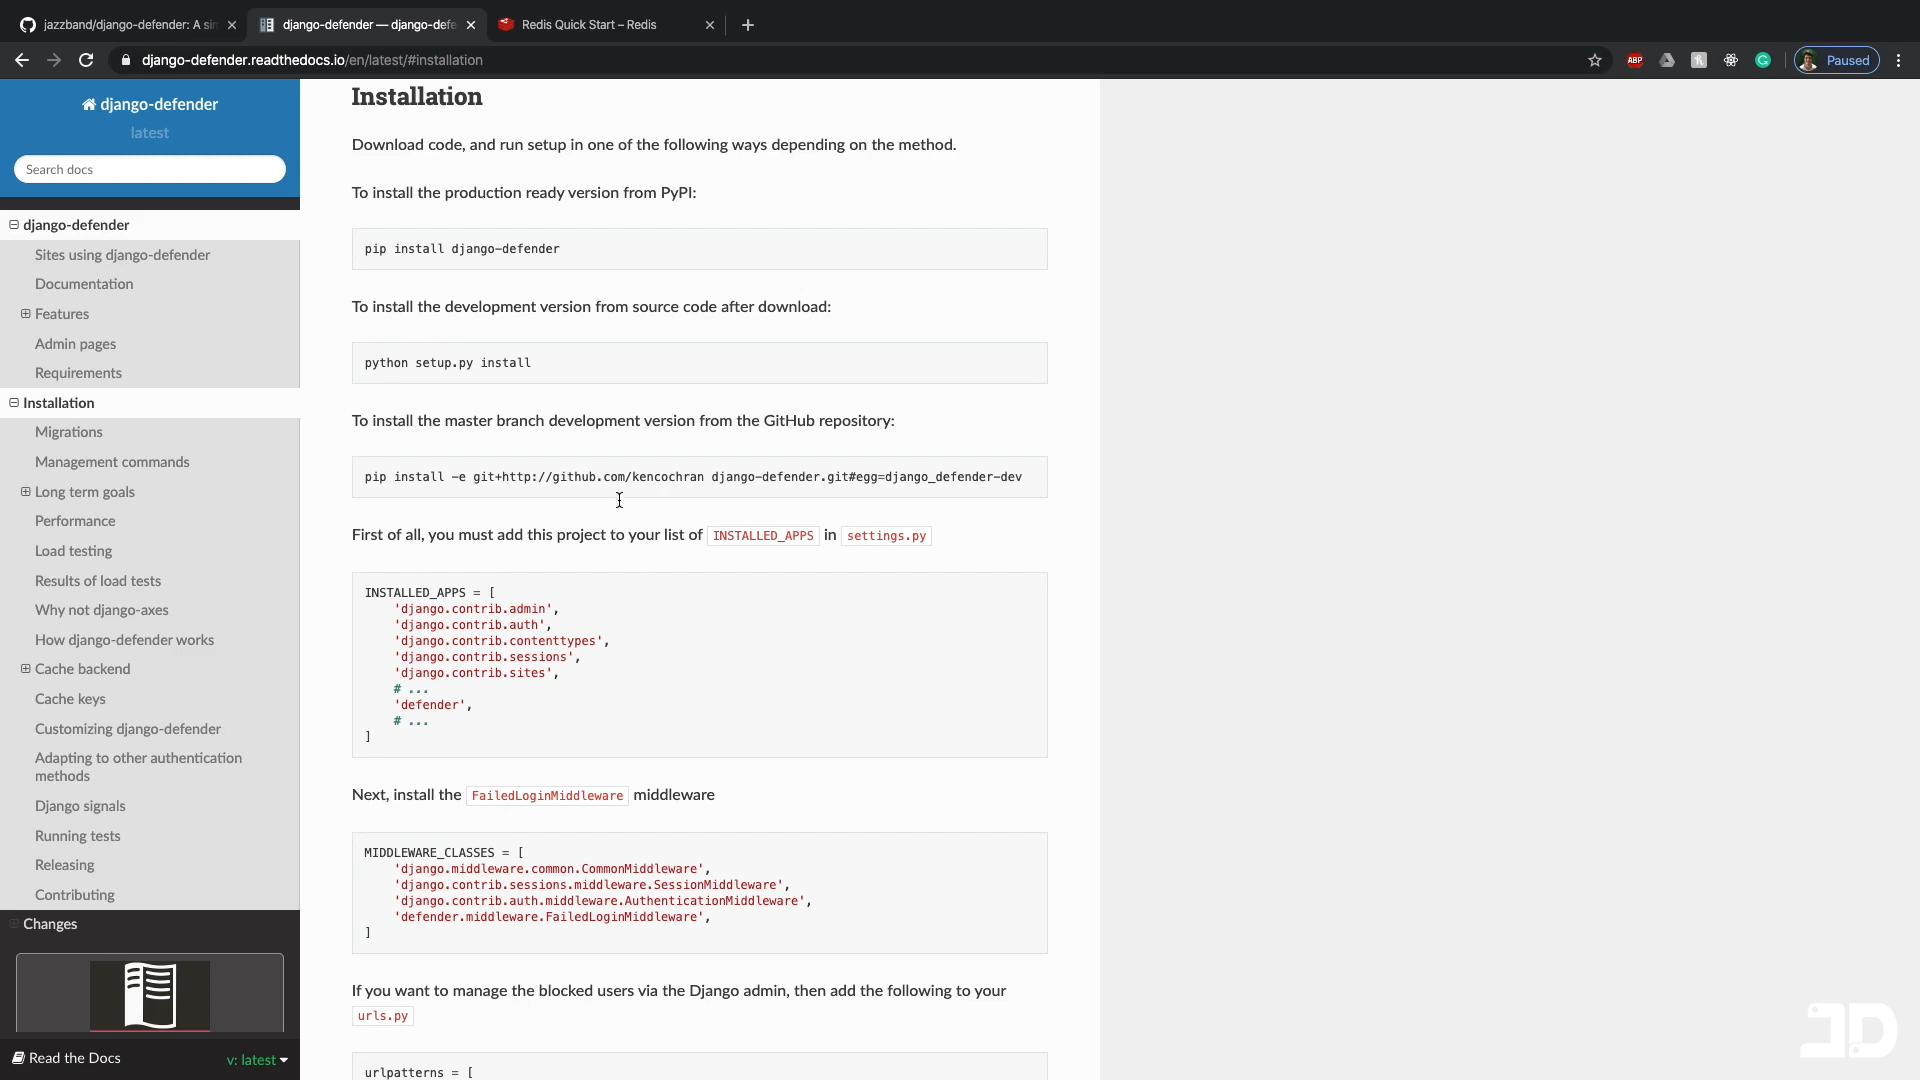 jazzband/django-defender: A sim
django-defender — django-defe
Redis Quick Start – Redis
django-defender.readthedocs.io/en/latest/#installation
ABP
Paused
django-defender
latest
Search docs
django-defender
Sites using django-defender
Documentation
Features
Admin pages
Requirements
Installation
Migrations
Management commands
Long term goals
Performance
Load testing
Results of load tests
Why not django-axes
How django-defender works
Cache backend
Cache keys
Customizing django-defender
Adapting to other authentication
methods
Django signals
Running tests
Releasing
Contributing
Changes
Read the Docs
v: latest
Installation
Download code, and run setup in one of the following ways depending on the method.
To install the production ready version from PyPI:
pip install django-defender
To install the development version from source code after download:
python setup.py install
To install the master branch development version from the GitHub repository:
pip install -e git+http://github.com/kencochran django-defender.git#egg=django_defender-dev
First of all, you must add this project to your list of INSTALLED_APPS in settings.py
INSTALLED_APPS = [
'django.contrib.admin',
'django.contrib.auth',
'django.contrib.contenttypes',
'django.contrib.sessions',
'django.contrib.sites',
# ...
'defender',
# ...
]
Next, install the FailedLoginMiddleware middleware
MIDDLEWARE_CLASSES = [
'django.middleware.common.CommonMiddleware',
'django.contrib.sessions.middleware.SessionMiddleware',
'django.contrib.auth.middleware.AuthenticationMiddleware',
'defender.middleware.FailedLoginMiddleware',
]
If you want to manage the blocked users via the Django admin, then add the following to your
urls.py
urlpatterns = [